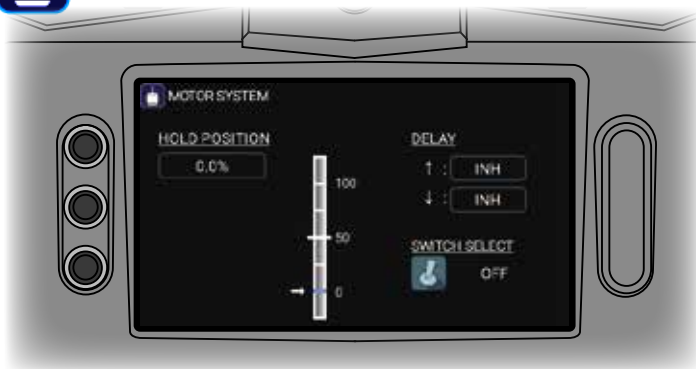 MOTOR SYSTEM
HOLD POSITION
0.0%
100
50
0
DELAY
↑ : INH
↓ : INH
SWITCH SELECT
OFF